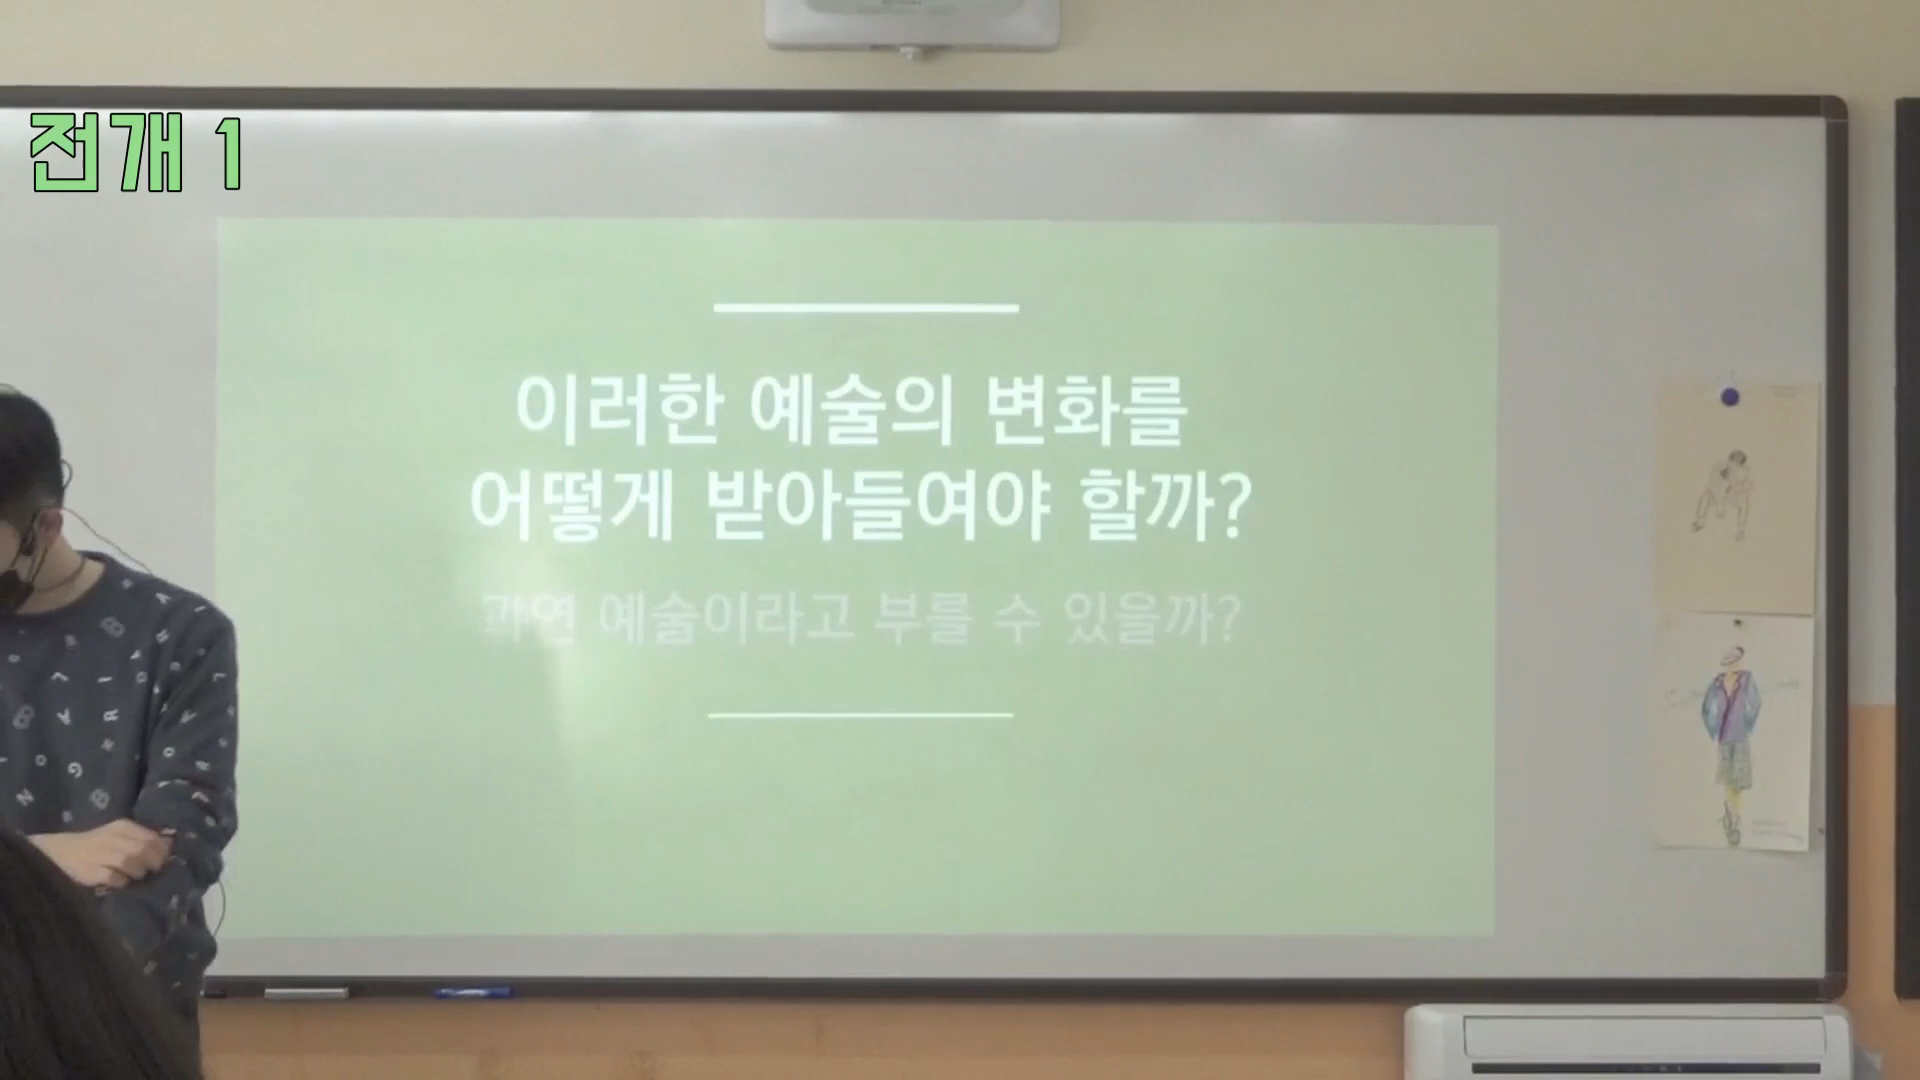 전개 1
이러한 예술의 변화를
어떻게 받아들여야 할까?
과연 예술이라고 부를 수 있을까?